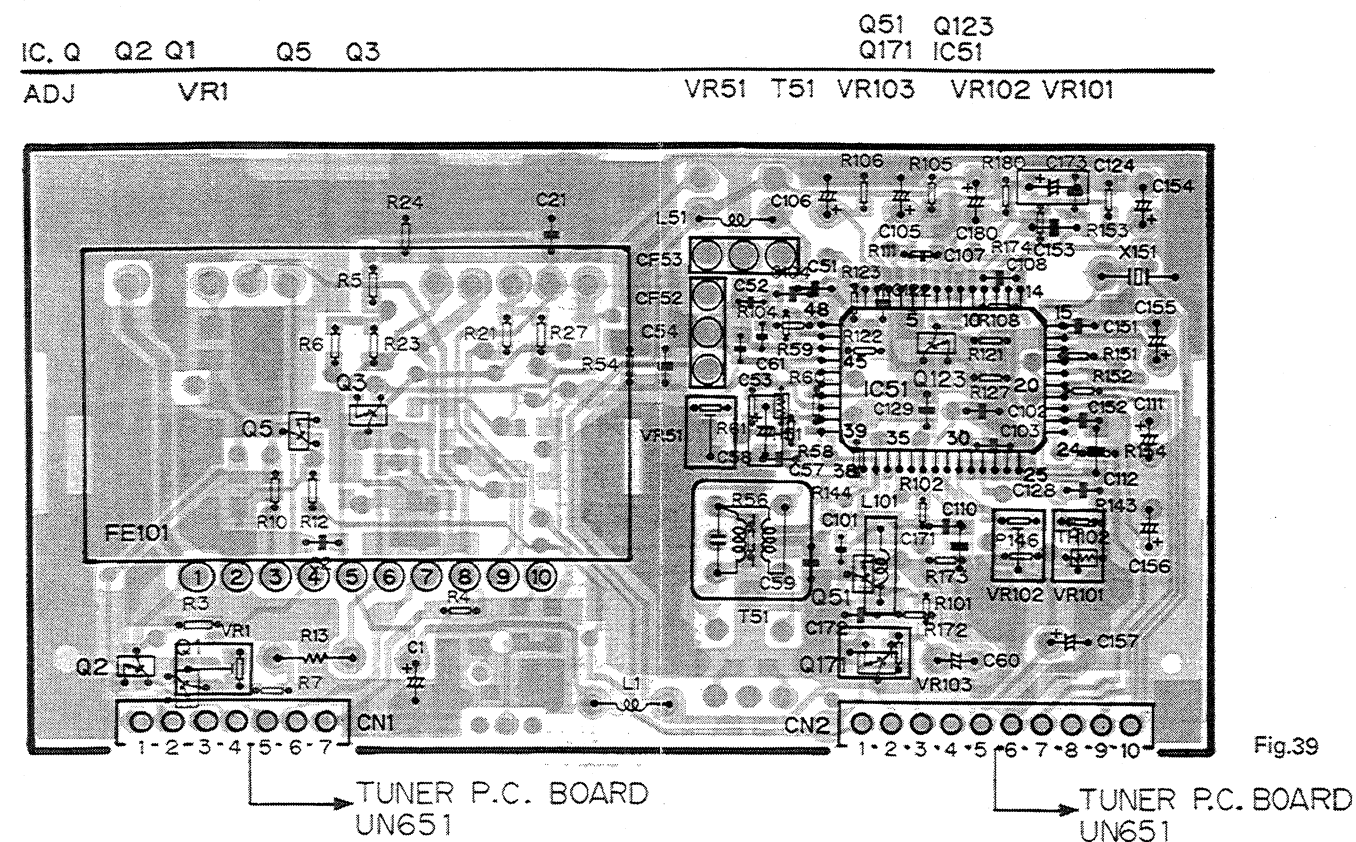 Q51 Q123
IC. Q Q2 Q1 Q5 Q3 Q171 IC51
ADJ VR1 VR51 T51 VR103 VR102 VR101
R106 R105 R180 C173 C124
R24 C21 L51 C106 C154
C105 C180 R174 C153 R153
CF53 R111 C107 X151
R5 C52 C51 R123 C108 14
CF52 R104 48 5 10 R108 15 C155
R6 R23 R21 R27 C54 R59 R122 C151
R54 C61 45 R121 R151
Q3 C53 IC51 Q123 R127 20 R152
C129 C102 C152 C111
Q5 VR51 R61 39 35 30 C103 24 R154
C58 R58 C57 38 25
R56 R144 R102 C128 C112
R10 R12 L101 R143
FE101 C101 C110 C171 TH102
C59 R173 C156
1 2 3 4 5 6 7 8 9 10
Q51 VR102 VR101
R3 R4 T51 R101
VR1 C172 R172
Q1 R13 C1 C157
Q2 R7 Q171 C60
L1 VR103
CN1 CN2
1 2 3 4 5 6 7 1 2 3 4 5 6 7 8 9 10
Fig.39
TUNER P.C. BOARD
UN651
TUNER P.C. BOARD
UN651